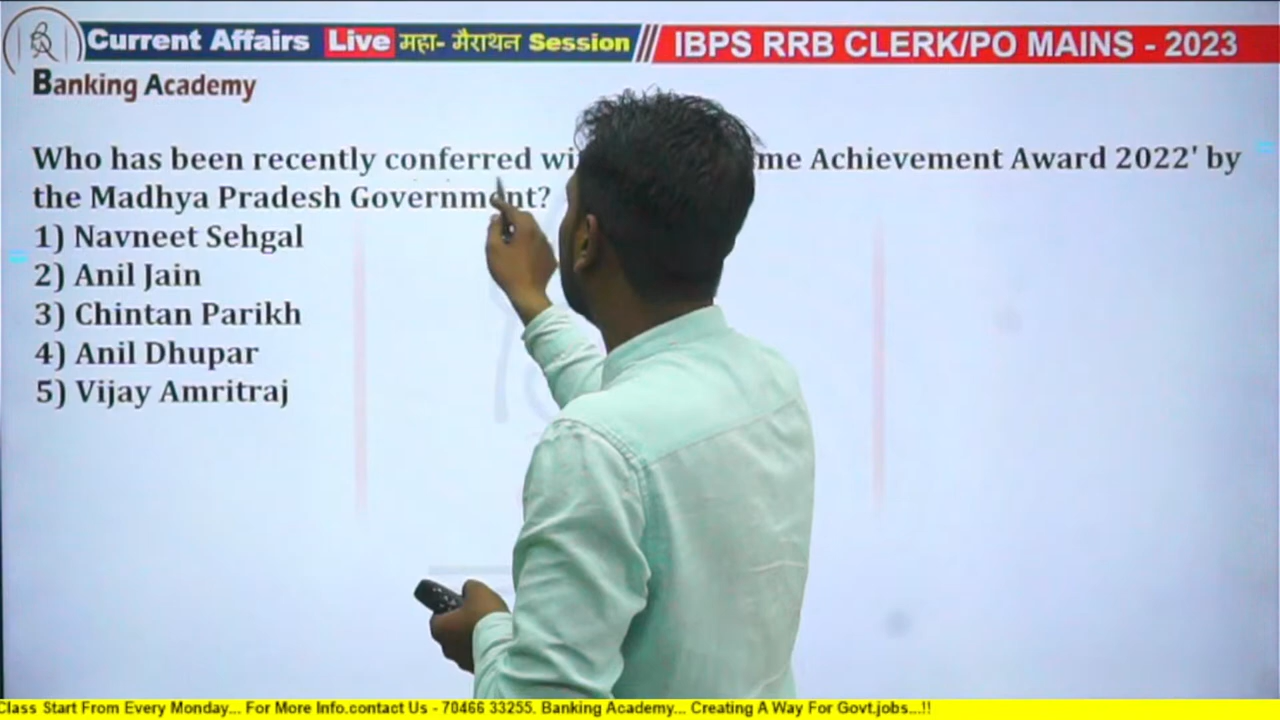 Current Affairs Live महा- मैराथन Session // IBPS RRB CLERK/PO MAINS - 2023
Banking Academy
Who has been recently conferred wi me Achievement Award 2022' by
the Madhya Pradesh Government?
1) Navneet Sehgal
2) Anil Jain
3) Chintan Parikh
4) Anil Dhupar
5) Vijay Amritraj
Class Start From Every Monday... For More Info.contact Us - 70466 33255. Banking Academy... Creating A Way For Govt.jobs...!!